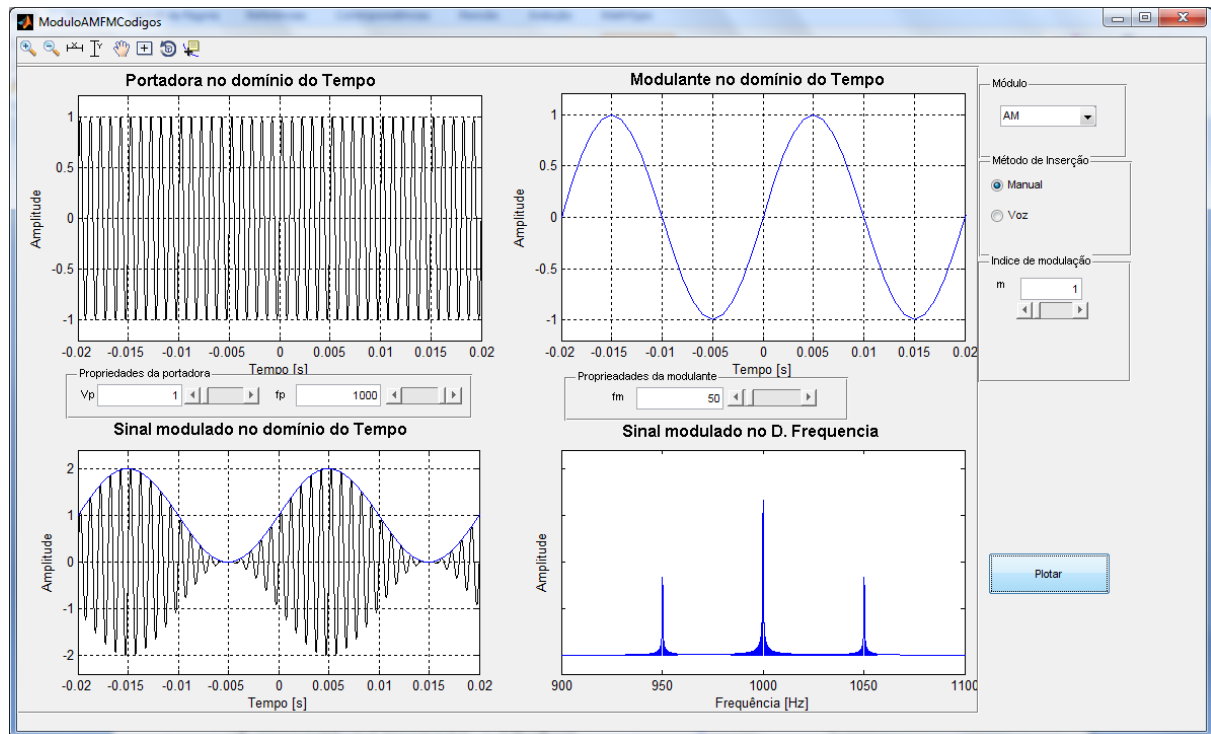 ModuloAMFMCodigos
Portadora no domínio do Tempo
Amplitude
1
0.5
0
-0.5
-1
-0.02 -0.015 -0.01 -0.005 0 0.005 0.01 0.015 0.02
Tempo [s]
Propriedades da portadora
Vp 1 fp 1000
Modulante no domínio do Tempo
Amplitude
1
0.5
0
-0.5
-1
-0.02 -0.015 -0.01 -0.005 0 0.005 0.01 0.015 0.02
Tempo [s]
Proprieadades da modulante
fm 50
Sinal modulado no domínio do Tempo
Amplitude
2
1
0
-1
-2
-0.02 -0.015 -0.01 -0.005 0 0.005 0.01 0.015 0.02
Tempo [s]
Sinal modulado no D. Frequencia
Amplitude
900 950 1000 1050 1100
Frequência [Hz]
Módulo
AM
Método de Inserção
Manual
Voz
Indice de modulação
m 1
Plotar